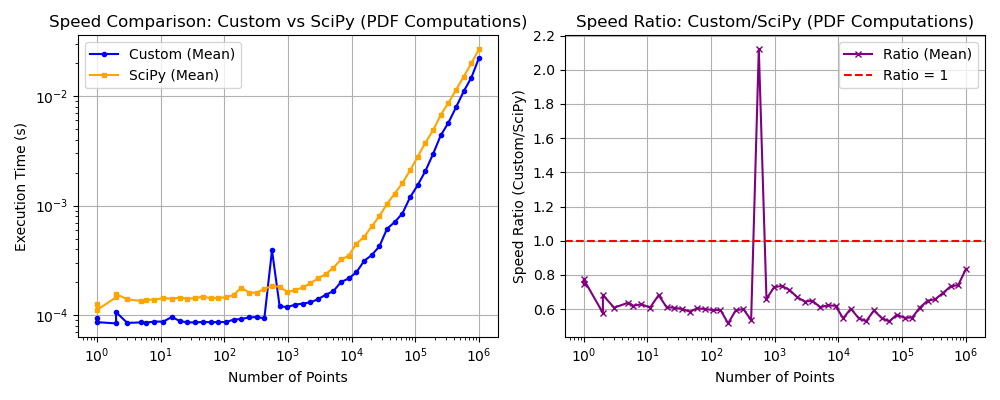 Speed Comparison: Custom vs SciPy (PDF Computations)
Custom (Mean)
SciPy (Mean)
Execution Time (s)
10⁻²
10⁻³
10⁻⁴
10⁰ 10¹ 10² 10³ 10⁴ 10⁵ 10⁶
Number of Points
Speed Ratio: Custom/SciPy (PDF Computations)
Ratio (Mean)
Ratio = 1
Speed Ratio (Custom/SciPy)
2.2
2.0
1.8
1.6
1.4
1.2
1.0
0.8
0.6
10⁰ 10¹ 10² 10³ 10⁴ 10⁵ 10⁶
Number of Points